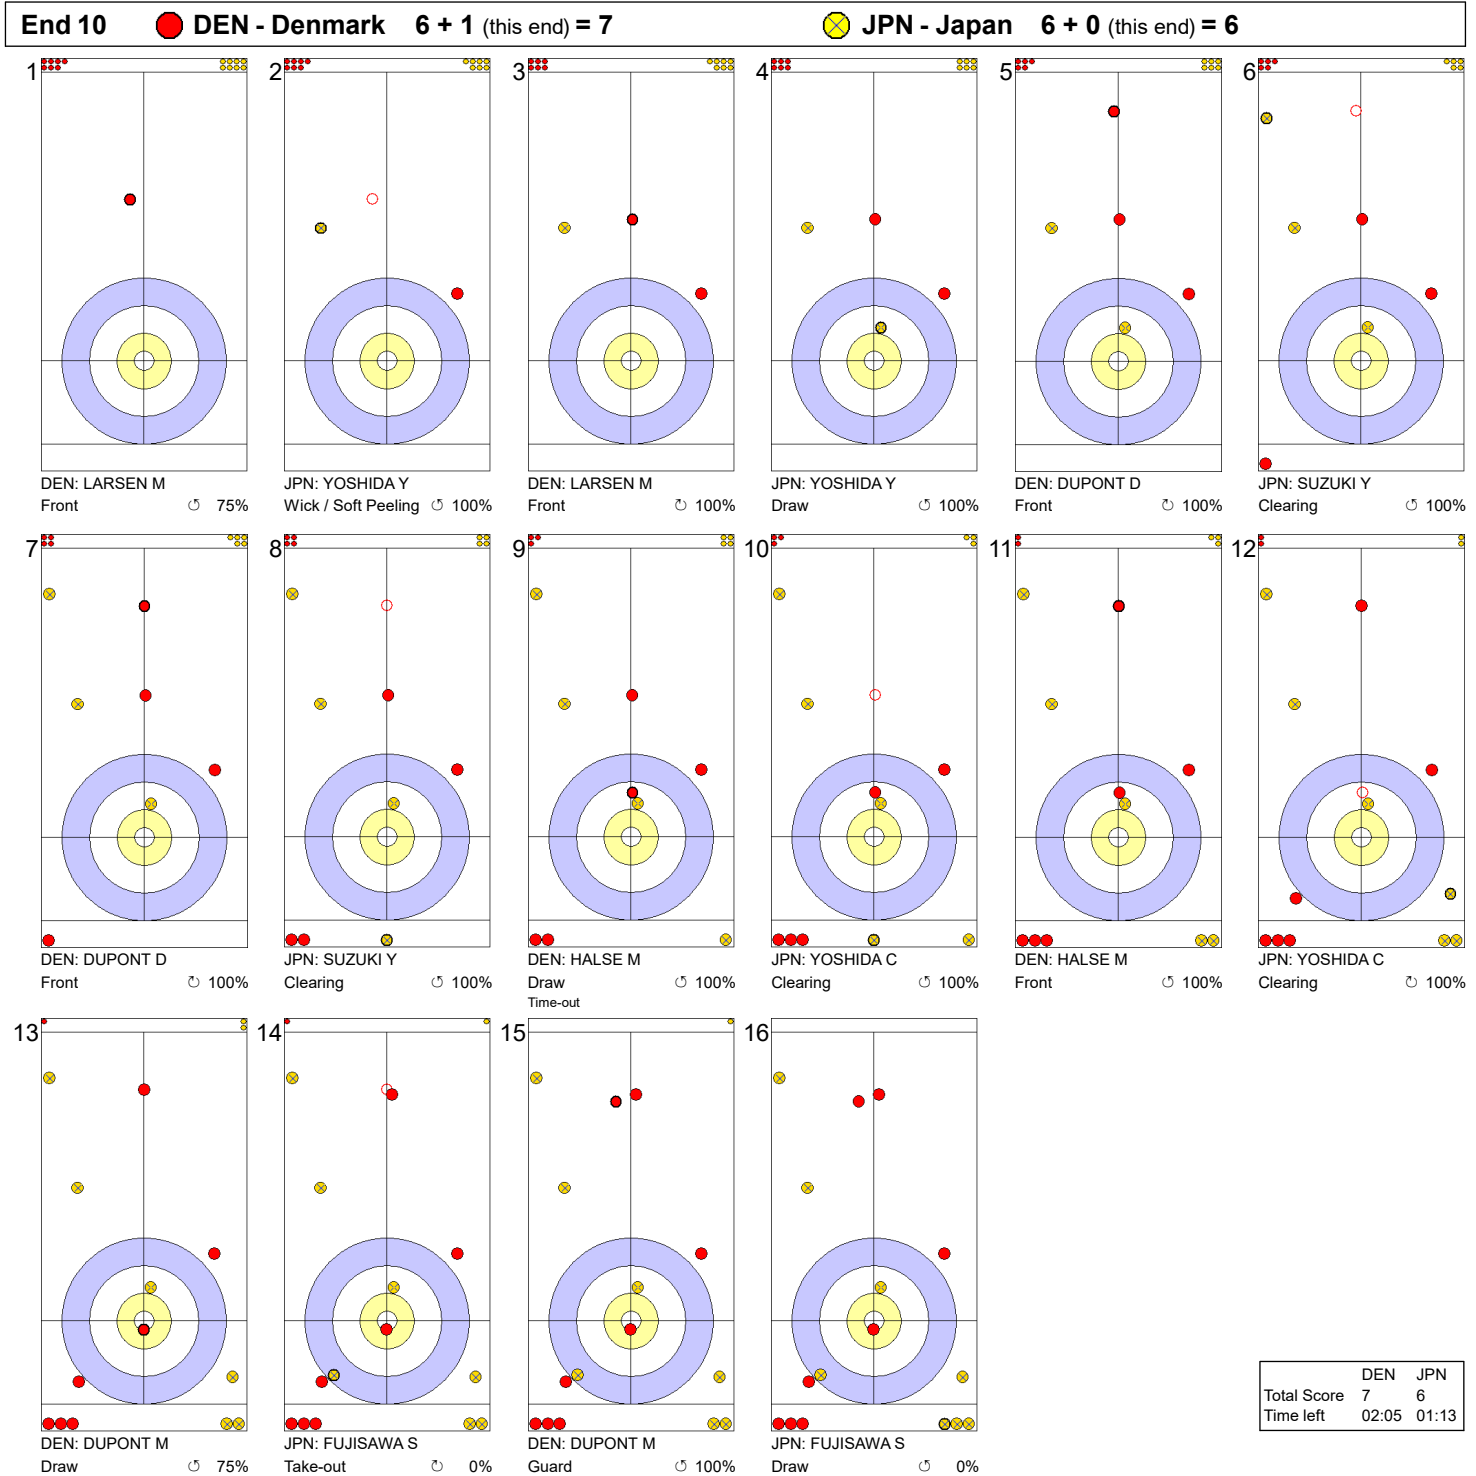 End 10 DEN - Denmark 6 + 1 (this end) = 7 JPN - Japan 6 + 0 (this end) = 6
1 2 3 4 5 6
DEN: LARSEN M JPN: YOSHIDA Y DEN: LARSEN M JPN: YOSHIDA Y DEN: DUPONT D JPN: SUZUKI Y
Front ↺ 75% Wick / Soft Peeling ↺ 100% Front ↻ 100% Draw ↺ 100% Front ↺ 100% Clearing ↺ 100%
7 8 9 10 11 12
DEN: DUPONT D JPN: SUZUKI Y DEN: HALSE M JPN: YOSHIDA C DEN: HALSE M JPN: YOSHIDA C
Front ↻ 100% Clearing ↺ 100% Draw ↺ 100% Clearing ↺ 100% Front ↺ 100% Clearing ↻ 100%
Time-out
13 14 15 16
DEN JPN
Total Score 7 6
Time left 02:05 01:13
DEN: DUPONT M JPN: FUJISAWA S DEN: DUPONT M JPN: FUJISAWA S
Draw ↺ 75% Take-out ↻ 0% Guard ↺ 100% Draw ↺ 0%